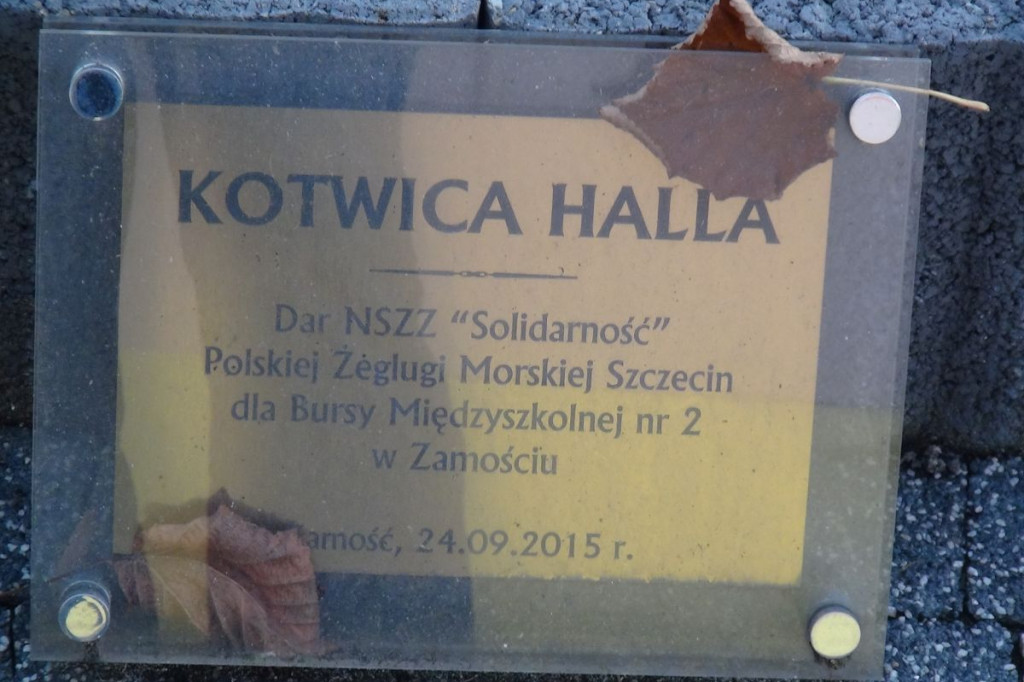 KOTWICA HALLA
Dar NSZZ "Solidarność"
Polskiej Żeglugi Morskiej Szczecin
dla Bursy Międzyszkolnej nr 2
w Zamościu
24.09.2015 r.